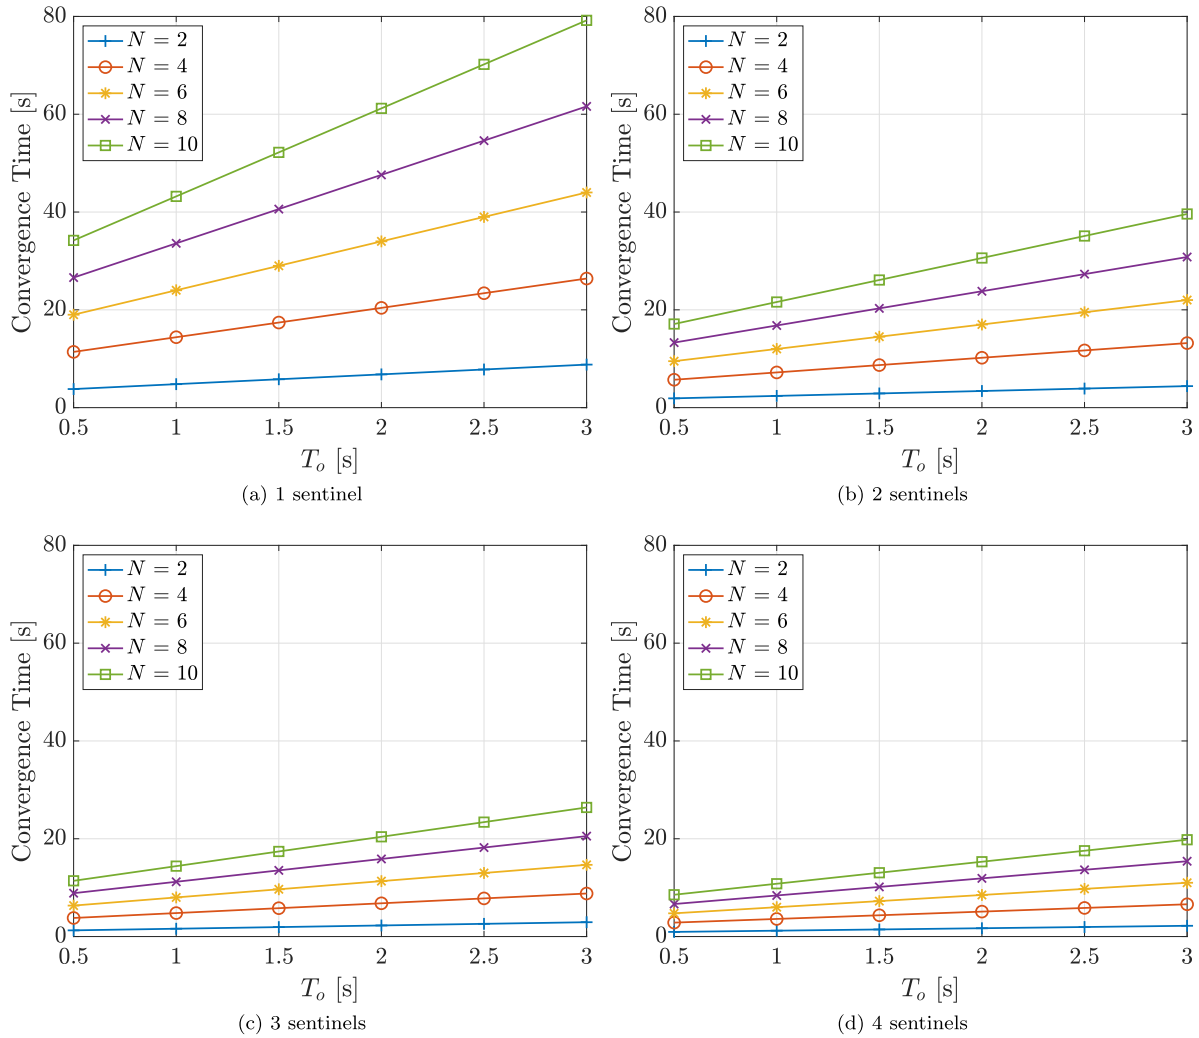 80
60
40
20
0
Convergence Time [s]
N = 2
N = 4
N = 6
N = 8
N = 10
0.5 1 1.5 2 2.5 3
T_o [s]
(a) 1 sentinel
80
60
40
20
0
Convergence Time [s]
N = 2
N = 4
N = 6
N = 8
N = 10
0.5 1 1.5 2 2.5 3
T_o [s]
(b) 2 sentinels
80
60
40
20
0
Convergence Time [s]
N = 2
N = 4
N = 6
N = 8
N = 10
0.5 1 1.5 2 2.5 3
T_o [s]
(c) 3 sentinels
80
60
40
20
0
Convergence Time [s]
N = 2
N = 4
N = 6
N = 8
N = 10
0.5 1 1.5 2 2.5 3
T_o [s]
(d) 4 sentinels